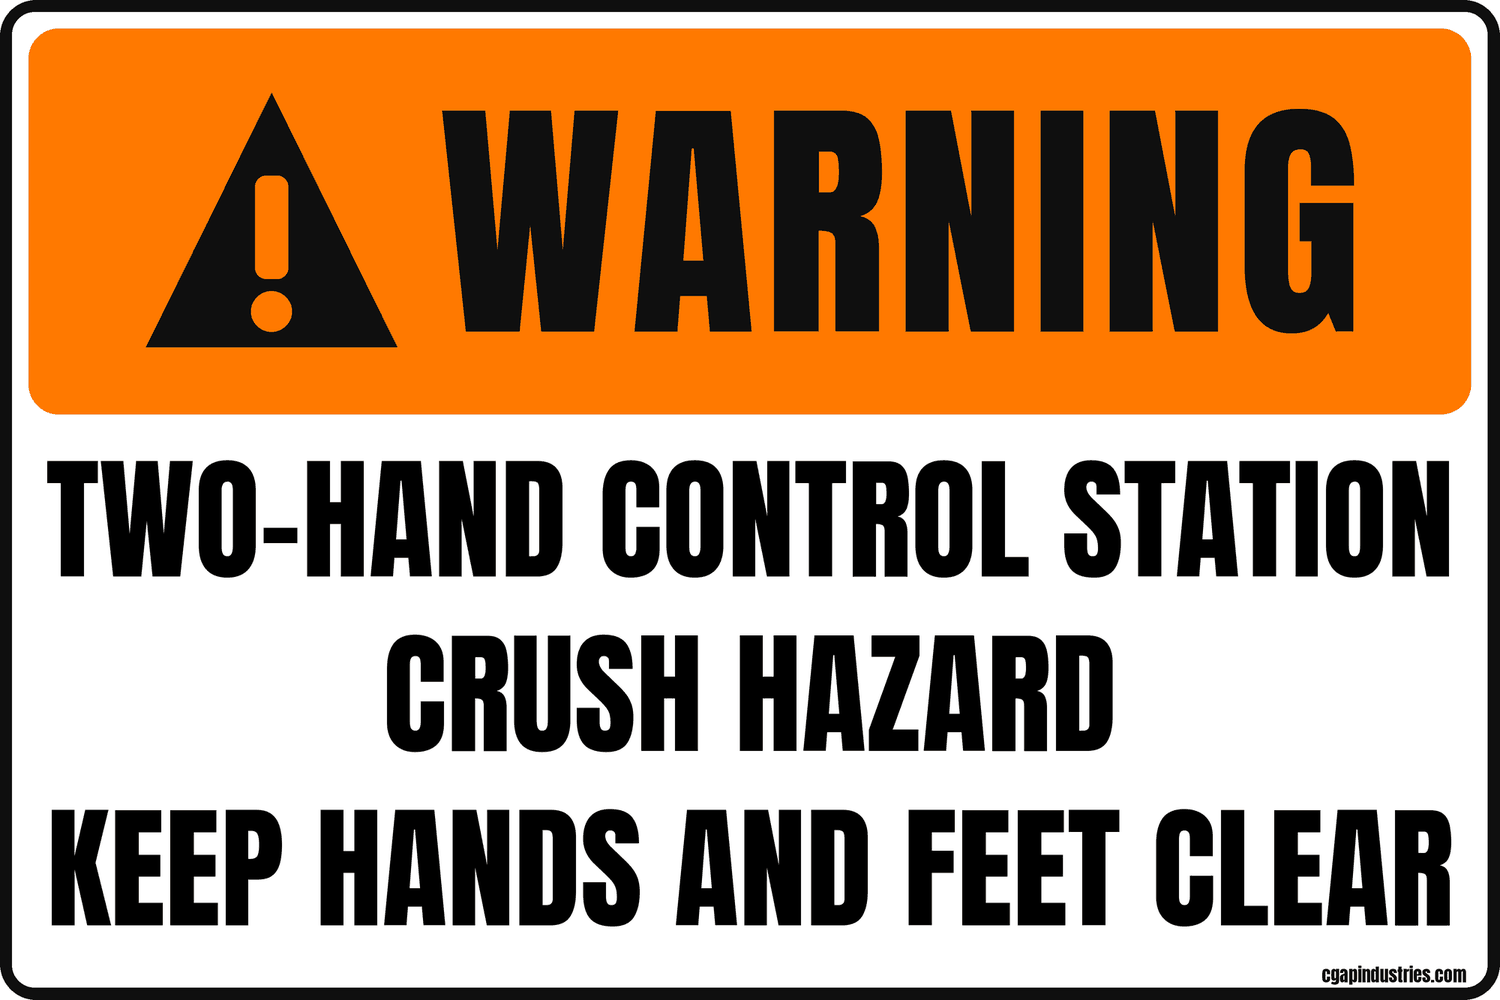 WARNING
TWO-HAND CONTROL STATION
CRUSH HAZARD
KEEP HANDS AND FEET CLEAR
cgapindustries.com